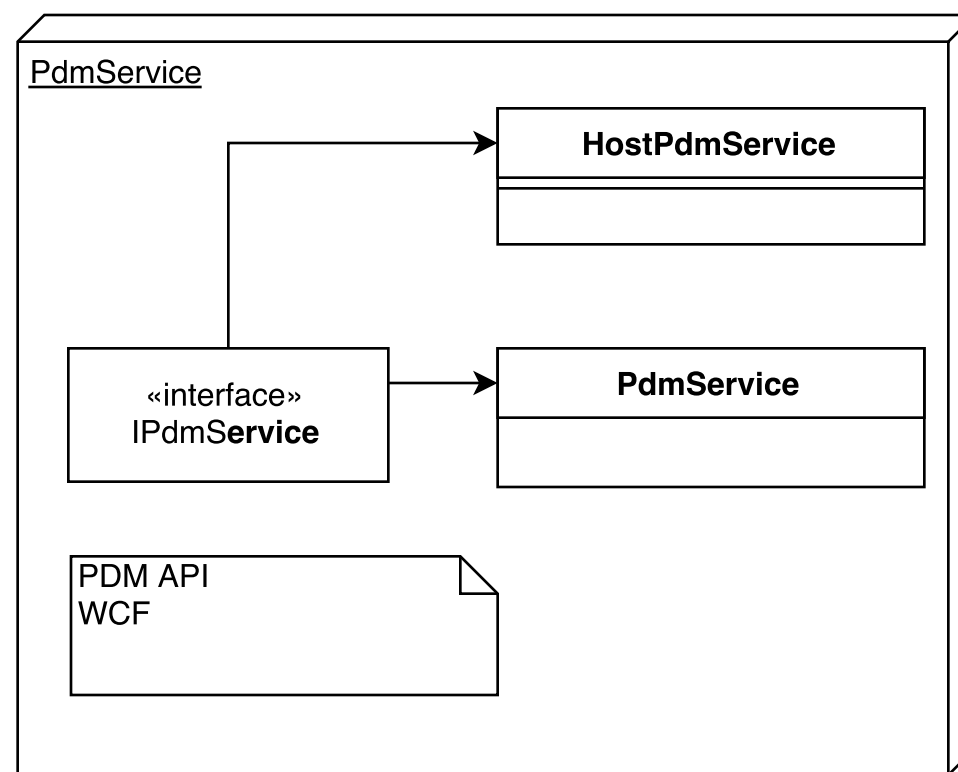 PdmService
HostPdmService
«interface»
IPdmService
PdmService
PDM API
WCF